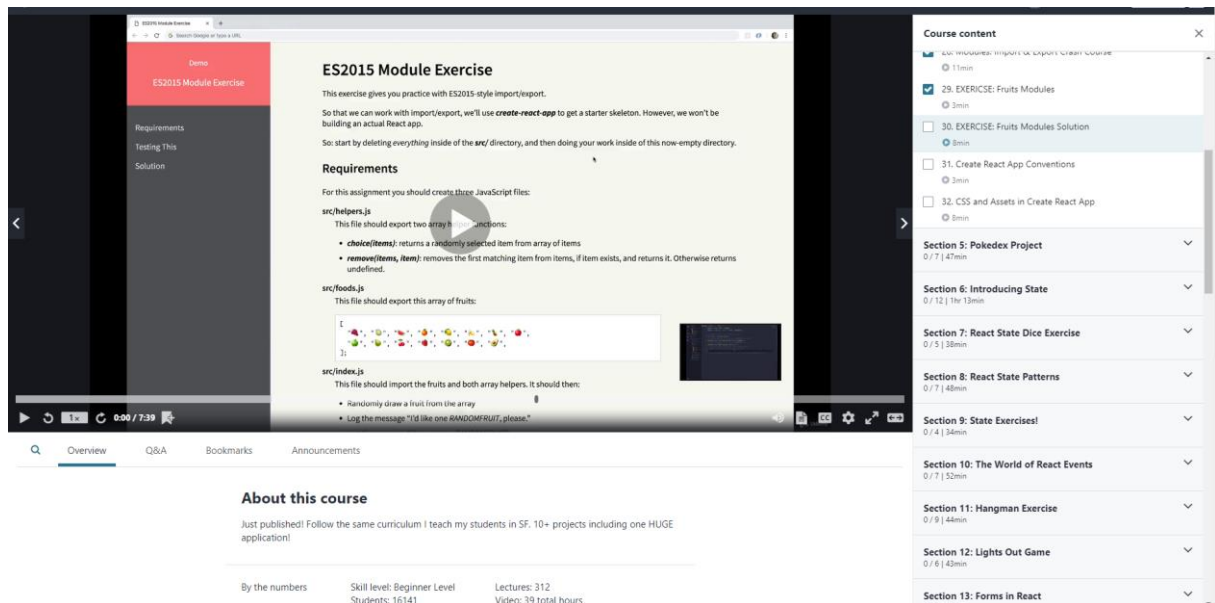 ES2015 Module Exercise
Search Google or type a URL
Demo
ES2015 Module Exercise
Requirements
Testing This
Solution
ES2015 Module Exercise
This exercise gives you practice with ES2015-style import/export.
So that we can work with import/export, we'll use create-react-app to get a starter skeleton. However, we won't be
building an actual React app.
So: start by deleting everything inside of the src/ directory, and then doing your work inside of this now-empty directory.
Requirements
For this assignment you should create three JavaScript files:
src/helpers.js
This file should export two array helper functions:
• choice(items): returns a randomly selected item from array of items
• remove(items, item): removes the first matching item from items, if item exists, and returns it. Otherwise returns
undefined.
src/foods.js
This file should export this array of fruits:
[
];
src/index.js
This file should import the fruits and both array helpers. It should then:
• Randomly draw a fruit from the array
• Log the message "I'd like one RANDOMFRUIT, please."
1x
0:00 / 7:39
CC
Overview
Q&A
Bookmarks
Announcements
About this course
Just published! Follow the same curriculum I teach my students in SF. 10+ projects including one HUGE
application!
By the numbers
Skill level: Beginner Level
Students: 16141
Lectures: 312
Video: 39 total hours
Course content
28. Modules: Import & Export Crash Course
11min
29. EXERICSE: Fruits Modules
3min
30. EXERCISE: Fruits Modules Solution
8min
31. Create React App Conventions
3min
32. CSS and Assets in Create React App
8min
Section 5: Pokedex Project
0 / 7 | 47min
Section 6: Introducing State
0 / 12 | 1hr 13min
Section 7: React State Dice Exercise
0 / 5 | 38min
Section 8: React State Patterns
0 / 7 | 48min
Section 9: State Exercises!
0 / 4 | 34min
Section 10: The World of React Events
0 / 7 | 52min
Section 11: Hangman Exercise
0 / 9 | 44min
Section 12: Lights Out Game
0 / 6 | 43min
Section 13: Forms in React